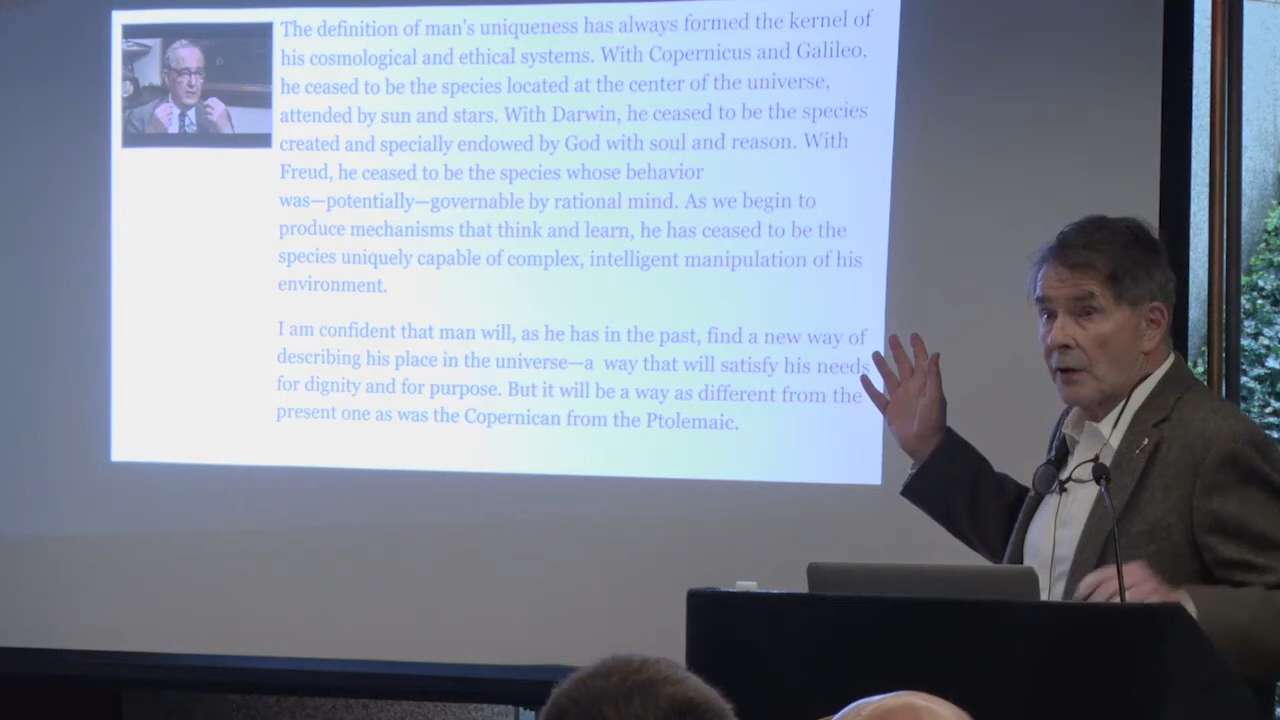 The definition of man's uniqueness has always formed the kernel of
his cosmological and ethical systems. With Copernicus and Galileo,
he ceased to be the species located at the center of the universe,
attended by sun and stars. With Darwin, he ceased to be the species
created and specially endowed by God with soul and reason. With
Freud, he ceased to be the species whose behavior
was—potentially—governable by rational mind. As we begin to
produce mechanisms that think and learn, he has ceased to be the
species uniquely capable of complex, intelligent manipulation of his
environment.
I am confident that man will, as he has in the past, find a new way of
describing his place in the universe—a way that will satisfy his needs
for dignity and for purpose. But it will be a way as different from the
present one as was the Copernican from the Ptolemaic.